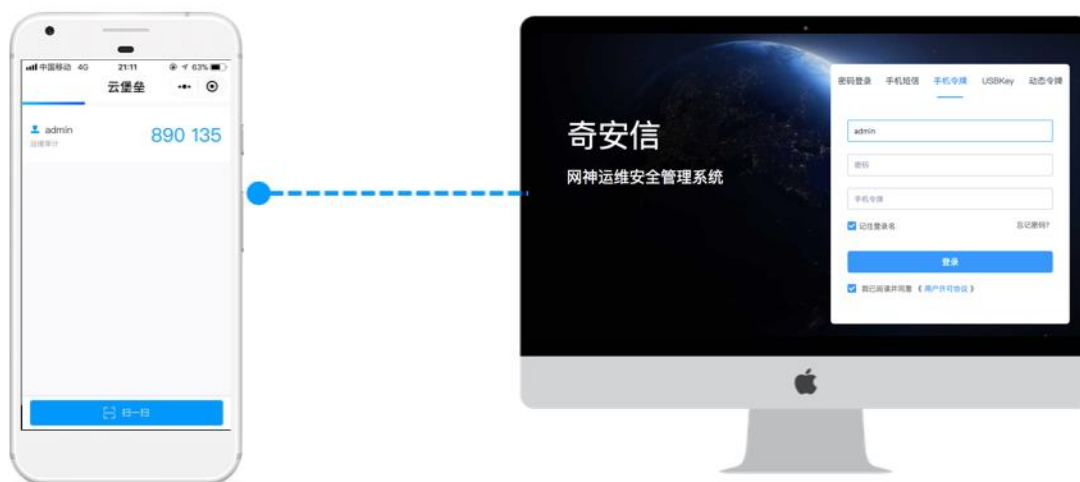 中国移动 4G 21:11 63%
云堡垒
admin
运维审计
890 135
扫一扫
奇安信
网神运维安全管理系统
密码登录 手机短信 手机令牌 USBKey 动态令牌
admin
密码
手机令牌
记住登录名 忘记密码?
登录
我已阅读并同意《用户许可协议》